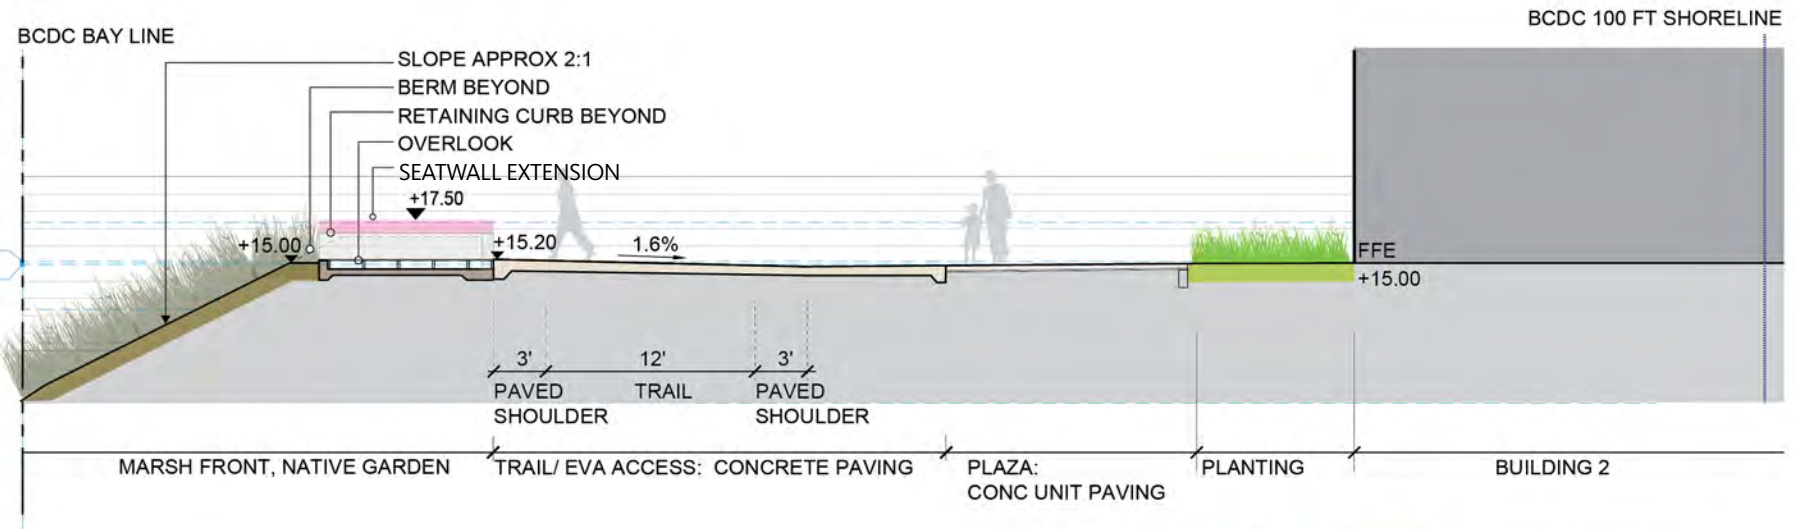 BCDC 100 FT SHORELINE
BCDC BAY LINE
SLOPE APPROX 2:1
BERM BEYOND
RETAINING CURB BEYOND
OVERLOOK
SEATWALL EXTENSION
+17.50
+15.00
+15.20
1.6%
FFE
+15.00
3'
12'
3'
PAVED
SHOULDER
TRAIL
PAVED
SHOULDER
MARSH FRONT, NATIVE GARDEN
TRAIL/ EVA ACCESS: CONCRETE PAVING
PLAZA:
CONC UNIT PAVING
PLANTING
BUILDING 2